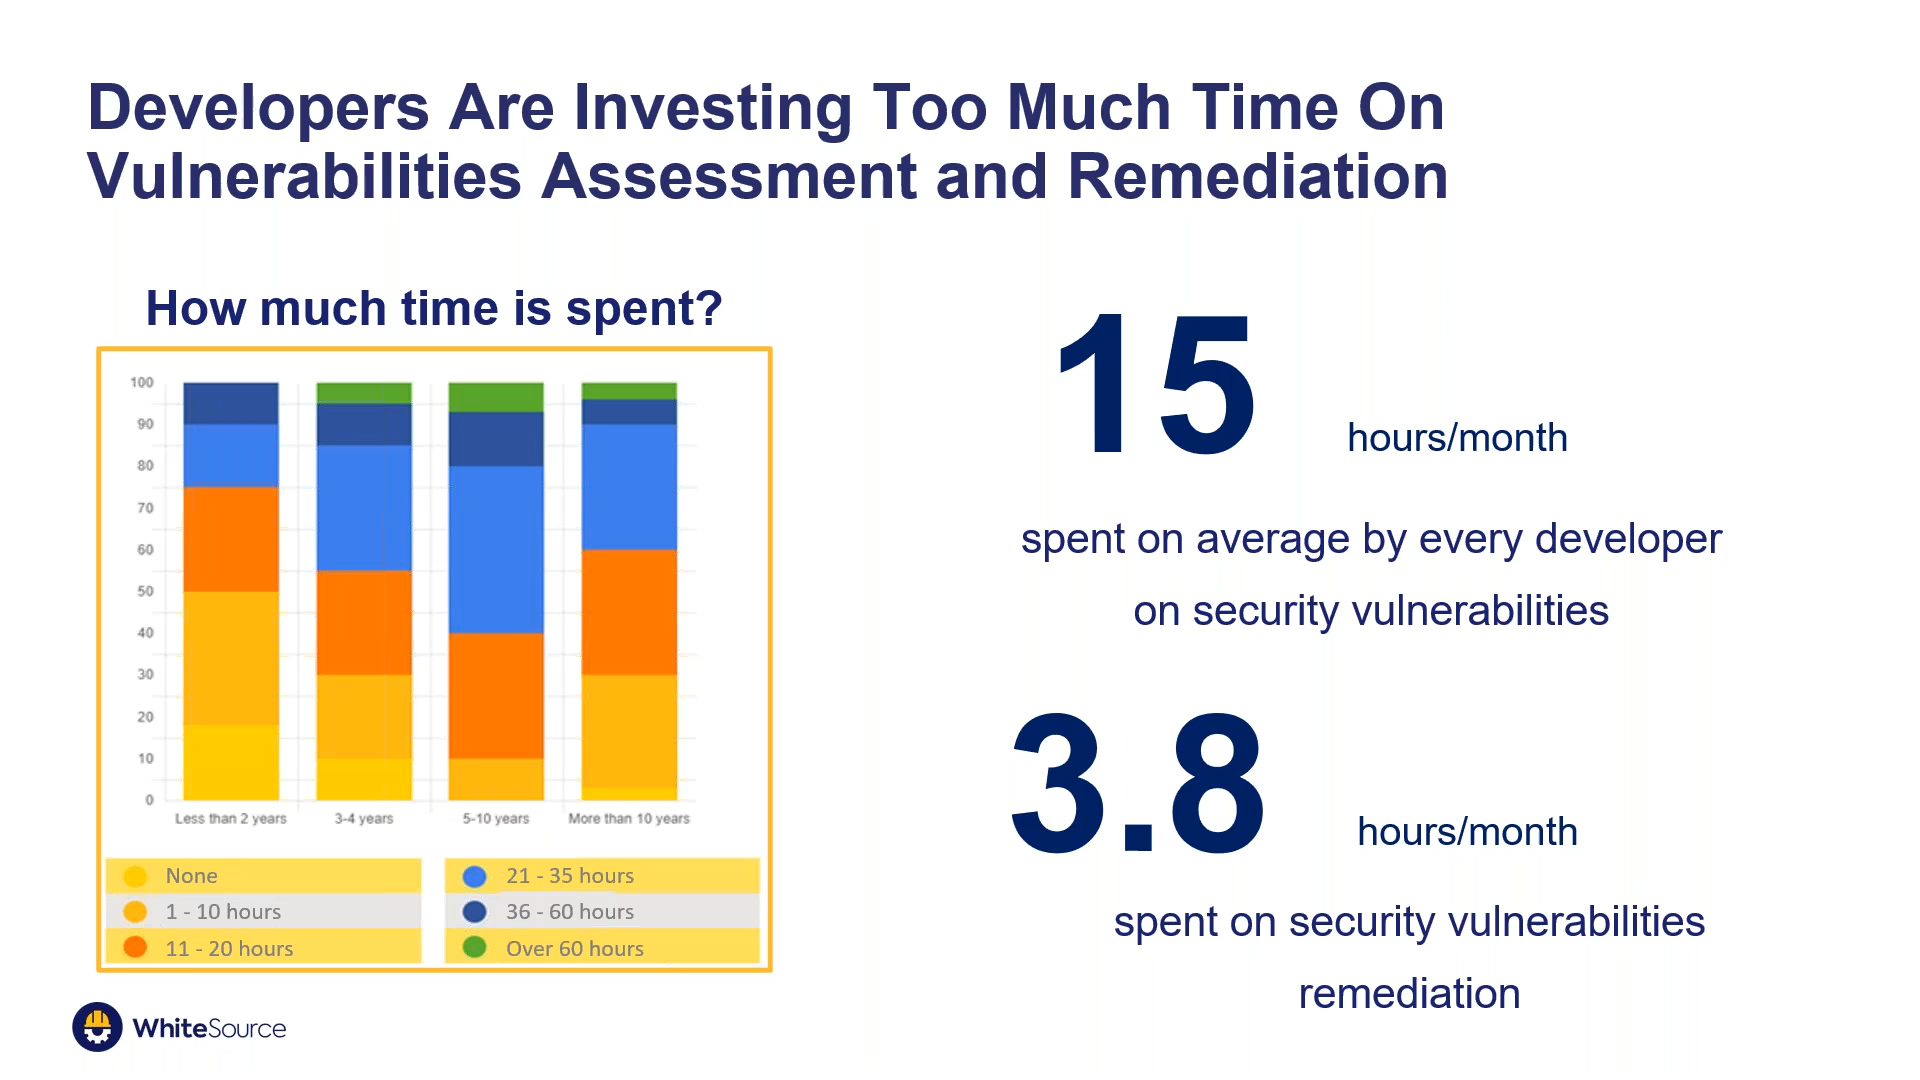 Developers Are Investing Too Much Time On
Vulnerabilities Assessment and Remediation
How much time is spent?
100
90
80
70
60
50
40
30
20
10
0
Less than 2 years
3-4 years
5-10 years
More than 10 years
None
1 - 10 hours
11 - 20 hours
21 - 35 hours
36 - 60 hours
Over 60 hours
15 hours/month
spent on average by every developer
on security vulnerabilities
3.8 hours/month
spent on security vulnerabilities
remediation
WhiteSource